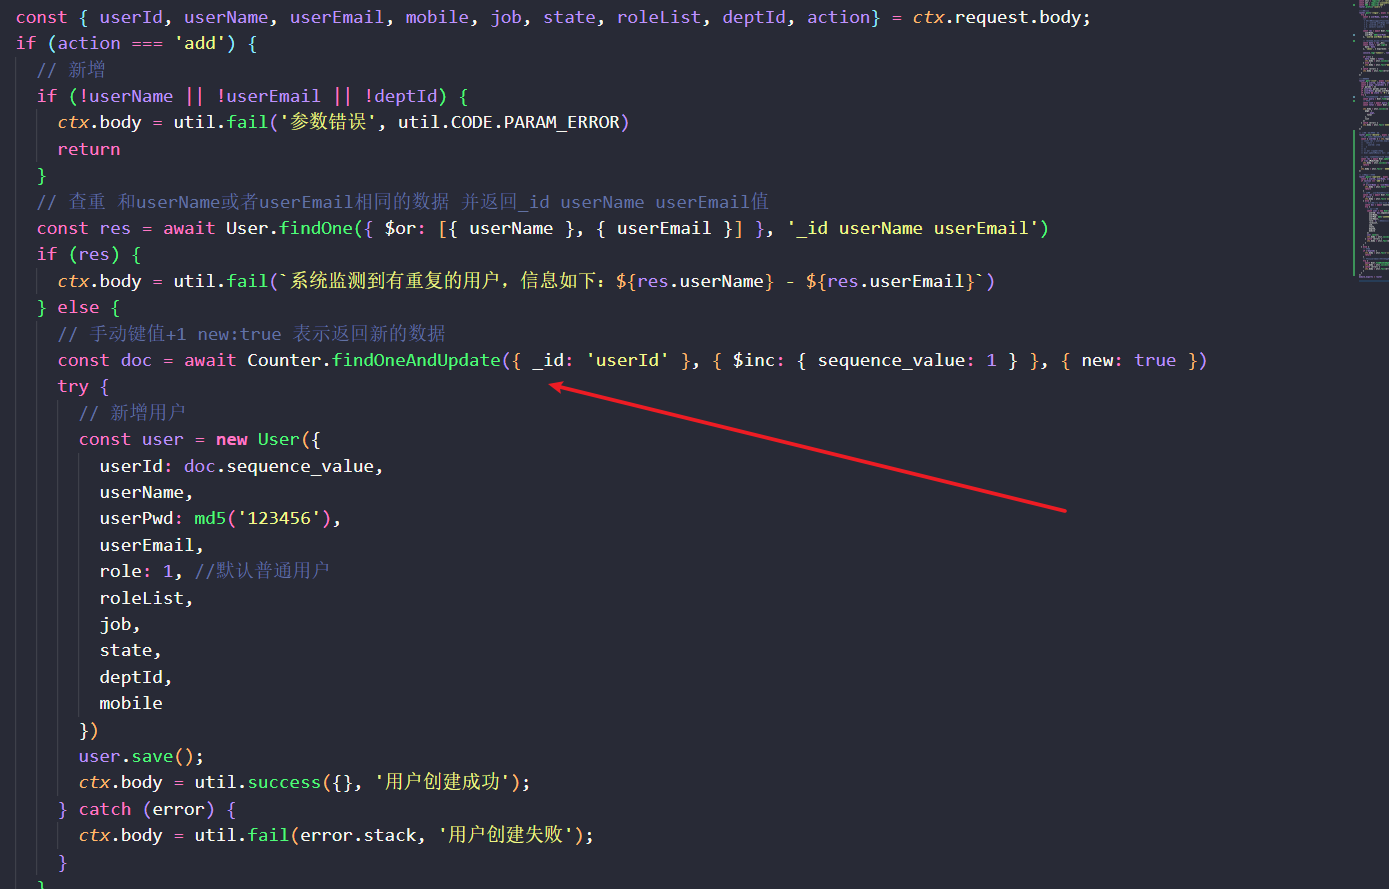 const { userId, userName, userEmail, mobile, job, state, roleList, deptId, action} = ctx.request.body;
if (action === 'add') {
// 新增
if (!userName || !userEmail || !deptId) {
ctx.body = util.fail('参数错误', util.CODE.PARAM_ERROR)
return
}
// 查重 和userName或者userEmail相同的数据 并返回_id userName userEmail值
const res = await User.findOne({ $or: [{ userName }, { userEmail }] }, '_id userName userEmail')
if (res) {
ctx.body = util.fail(`系统监测到有重复的用户，信息如下：${res.userName} - ${res.userEmail}`)
} else {
// 手动键值+1 new:true 表示返回新的数据
const doc = await Counter.findOneAndUpdate({ _id: 'userId' }, { $inc: { sequence_value: 1 } }, { new: true })
try {
// 新增用户
const user = new User({
userId: doc.sequence_value,
userName,
userPwd: md5('123456'),
userEmail,
role: 1, //默认普通用户
roleList,
job,
state,
deptId,
mobile
})
user.save();
ctx.body = util.success({}, '用户创建成功');
} catch (error) {
ctx.body = util.fail(error.stack, '用户创建失败');
}
}